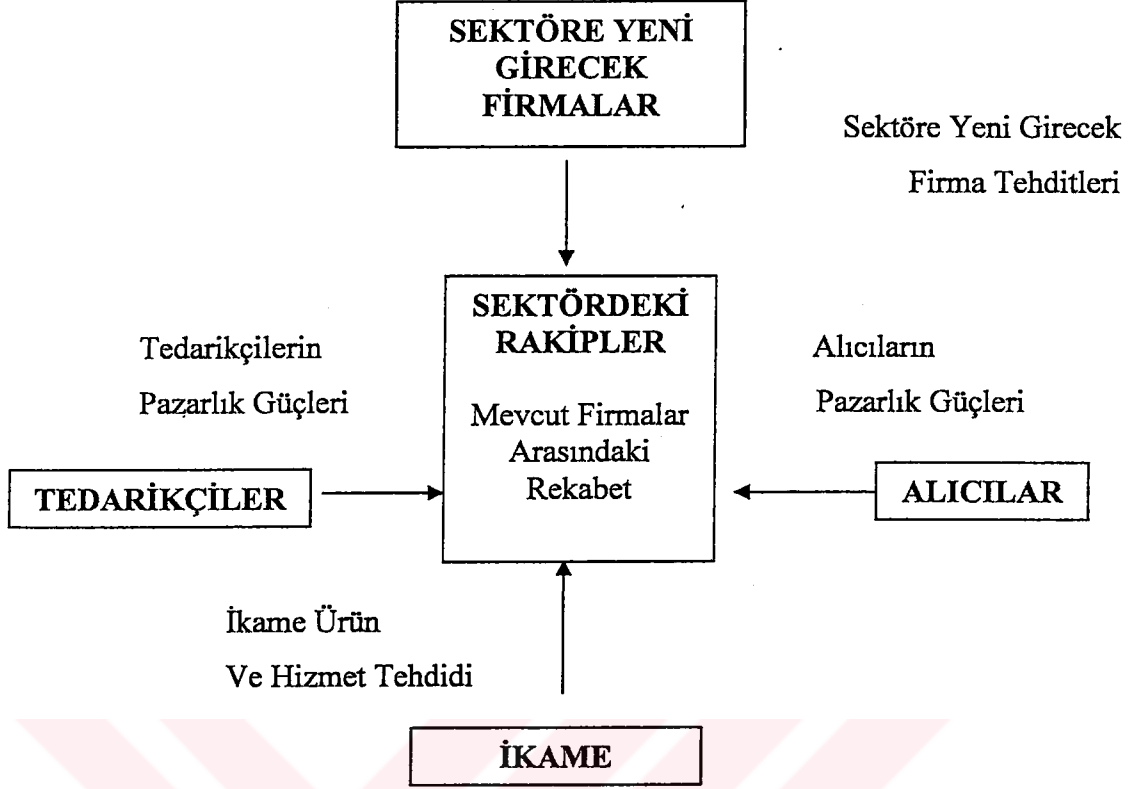 SEKTÖRE YENİ
GİRECEK
FİRMALAR
Sektöre Yeni Girecek
Firma Tehditleri
SEKTÖRDEKİ
RAKİPLER
Mevcut Firmalar
Arasındaki
Rekabet
Tedarikçilerin
Pazarlık Güçleri
Alıcıların
Pazarlık Güçleri
TEDARİKÇİLER
ALICILAR
İkame Ürün
Ve Hizmet Tehdidi
İKAME